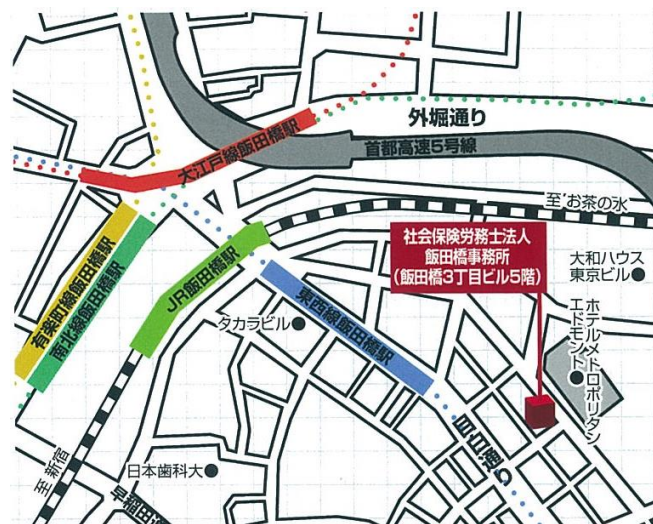 外堀通り
首都高速5号線
大江戸線飯田橋駅
至 お茶の水
社会保険労務士法人
飯田橋事務所
(飯田橋3丁目ビル5階)
大和ハウス
東京ビル
有楽町線飯田橋駅
南北線飯田橋駅
JR飯田橋駅
東西線飯田橋駅
タカラビル
ホテルメトロポリタン
エドモント
目白通り
日本歯科大
至 新宿